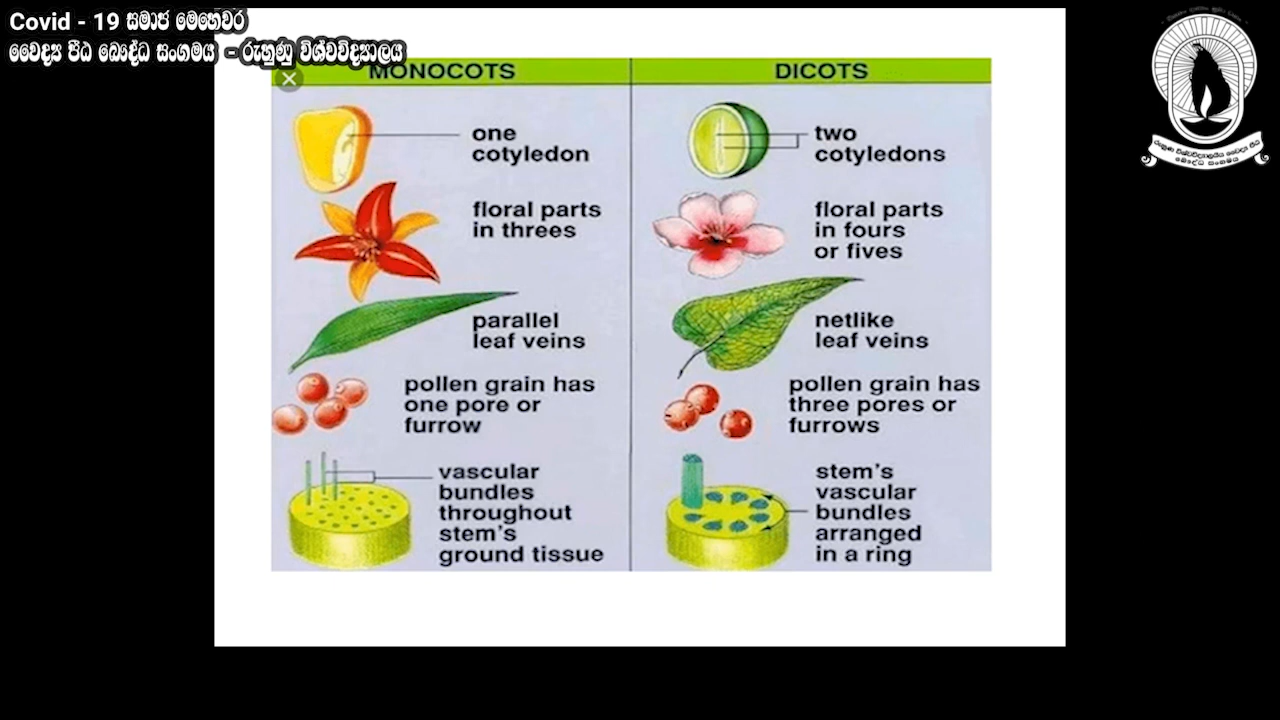 Covid - 19 සමාජ මෙහෙවර
වෛද්‍ය පීඨ බෞද්ධ සංගමය - රුහුණු විශ්වවිද්‍යාලය
MONOCOTS
one
cotyledon
floral parts
in threes
parallel
leaf veins
pollen grain has
one pore or
furrow
vascular
bundles
throughout
stem's
ground tissue
DICOTS
two
cotyledons
floral parts
in fours
or fives
netlike
leaf veins
pollen grain has
three pores or
furrows
stem's
vascular
bundles
arranged
in a ring
බෞද්ධ සංගමය